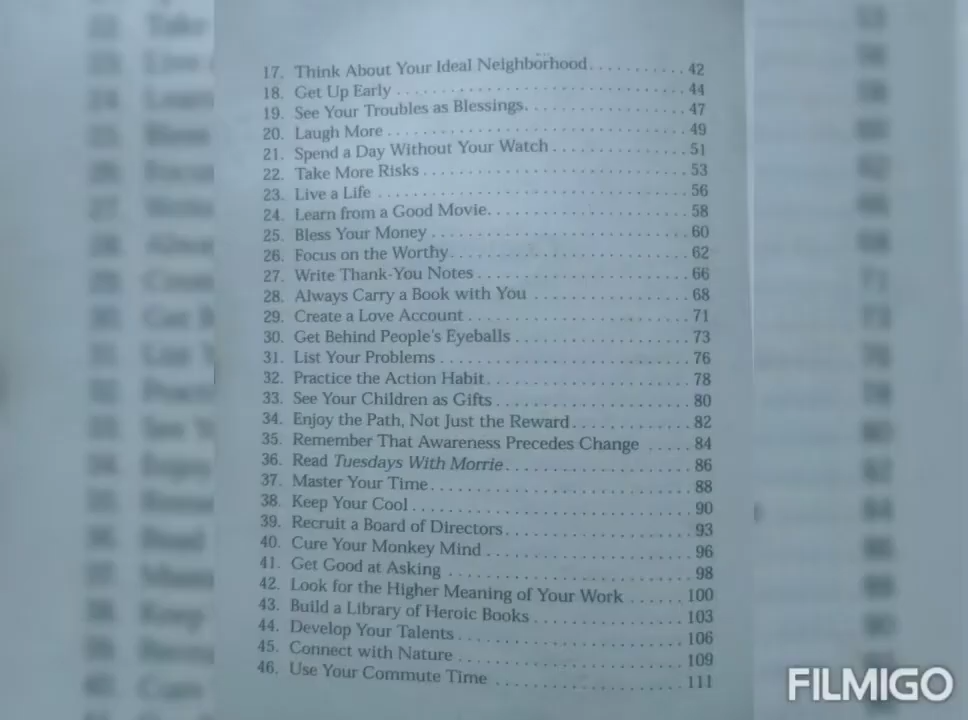 17. Think About Your Ideal Neighborhood........... 42
18. Get Up Early ................................ 44
19. See Your Troubles as Blessings................. 47
20. Laugh More ................................. 49
21. Spend a Day Without Your Watch .............. 51
22. Take More Risks ............................. 53
23. Live a Life .................................. 56
24. Learn from a Good Movie...................... 58
25. Bless Your Money ............................ 60
26. Focus on the Worthy.......................... 62
27. Write Thank-You Notes ....................... 66
28. Always Carry a Book with You ................. 68
29. Create a Love Account ........................ 71
30. Get Behind People's Eyeballs ................... 73
31. List Your Problems ........................... 76
32. Practice the Action Habit....................... 78
33. See Your Children as Gifts ..................... 80
34. Enjoy the Path, Not Just the Reward............. 82
35. Remember That Awareness Precedes Change ..... 84
36. Read Tuesdays With Morrie..................... 86
37. Master Your Time............................. 88
38. Keep Your Cool .............................. 90
39. Recruit a Board of Directors.................... 93
40. Cure Your Monkey Mind ...................... 96
41. Get Good at Asking .......................... 98
42. Look for the Higher Meaning of Your Work ...... 100
43. Build a Library of Heroic Books ................ 103
44. Develop Your Talents ......................... 106
45. Connect with Nature ......................... 109
46. Use Your Commute Time ..................... 111
FILMIGO